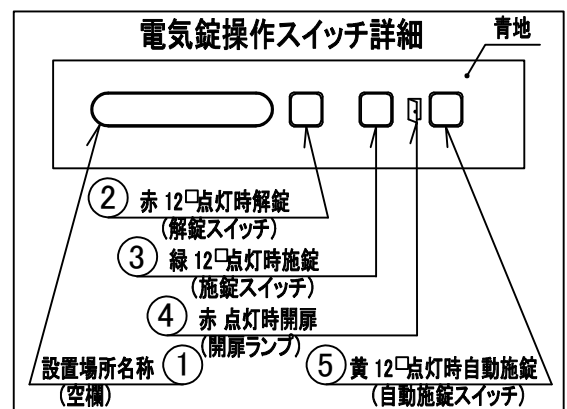 電気錠操作スイッチ詳細
青地
② 赤 12□点灯時解錠
(解錠スイッチ)
③ 緑 12□点灯時施錠
(施錠スイッチ)
④ 赤 点灯時開扉
(開扉ランプ)
設置場所名称 ①
(空欄)
⑤ 黄 12□点灯時自動施錠
(自動施錠スイッチ)